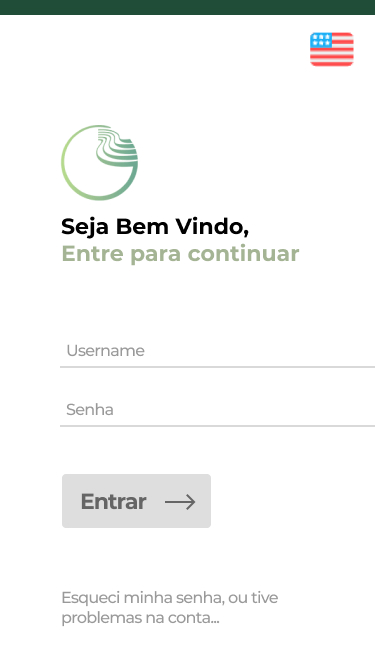 Seja Bem Vindo,
Entre para continuar
Username
Senha
Entrar
Esqueci minha senha, ou tive
problemas na conta...